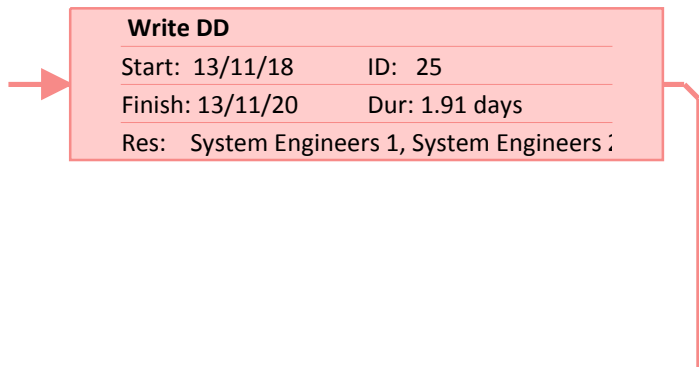 Write DD
Start: 13/11/18 ID: 25
Finish: 13/11/20 Dur: 1.91 days
Res: System Engineers 1, System Engineers